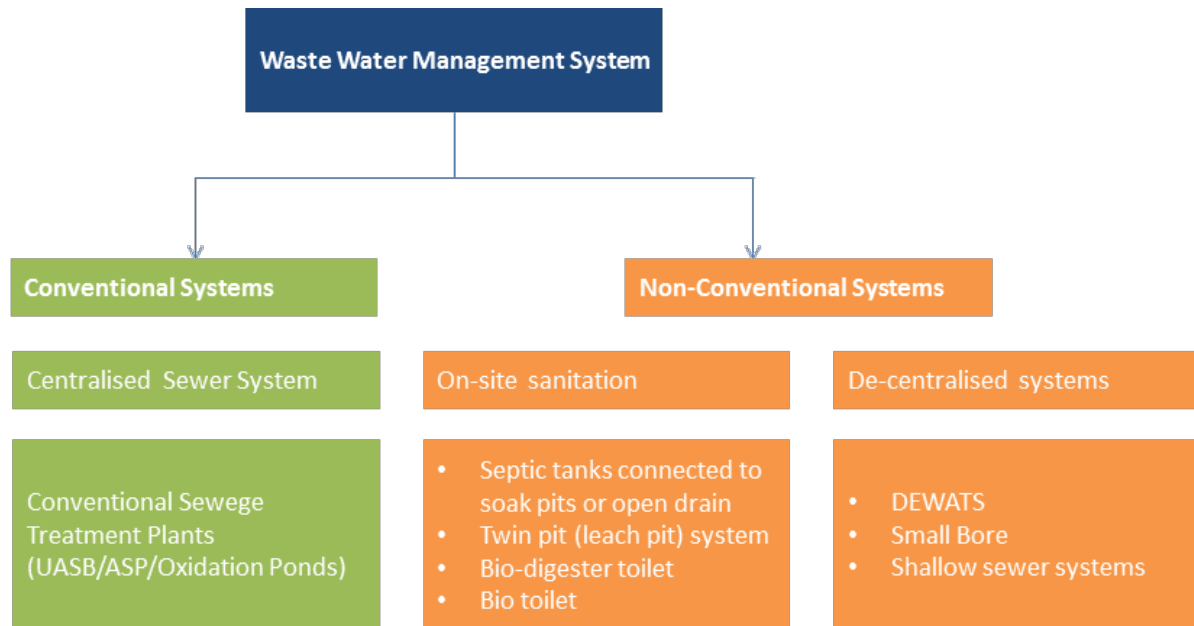 Waste Water Management System
Conventional Systems
Non-Conventional Systems
Centralised Sewer System
On-site sanitation
De-centralised systems
Conventional Sewege
Treatment Plants
(UASB/ASP/Oxidation Ponds)
• Septic tanks connected to
soak pits or open drain
• Twin pit (leach pit) system
• Bio-digester toilet
• Bio toilet
• DEWATS
• Small Bore
• Shallow sewer systems